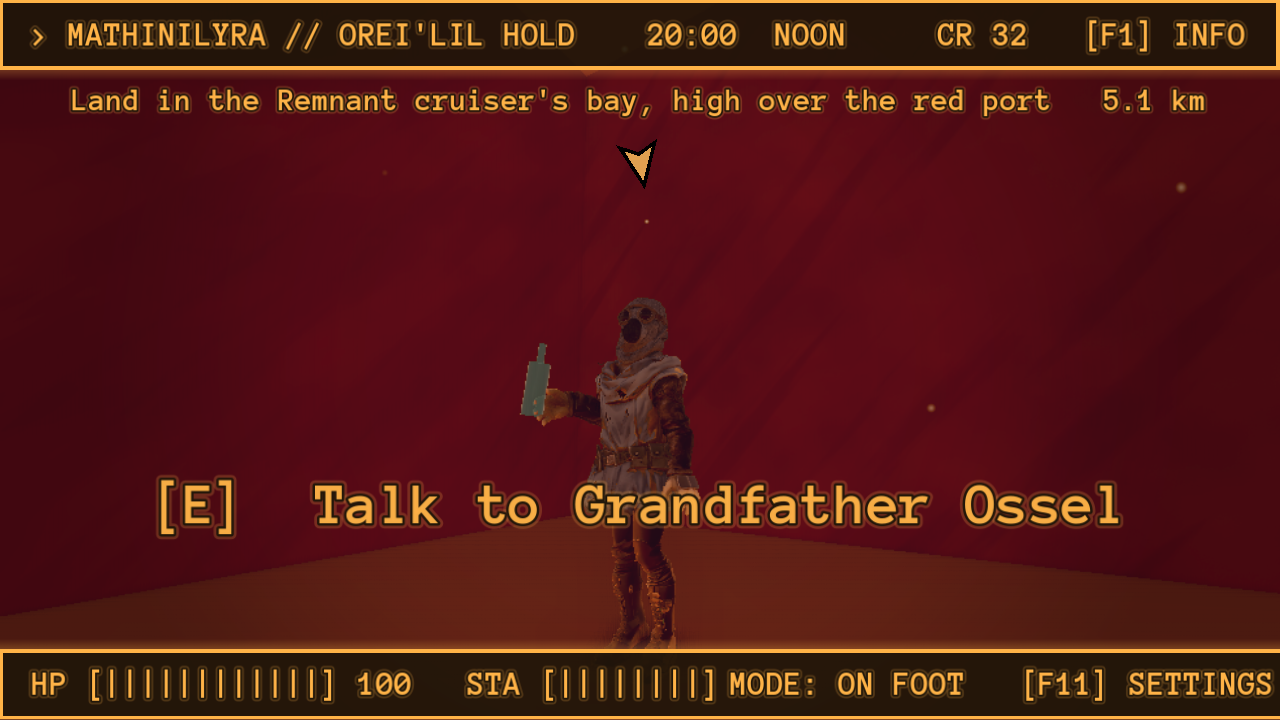 > MATHINILYRA // OREI'LIL HOLD 20:00 NOON CR 32 [F1] INFO
Land in the Remnant cruiser's bay, high over the red port 5.1 km
[E] Talk to Grandfather Ossel
HP [||||||||||||] 100 STA [||||||||] MODE: ON FOOT [F11] SETTINGS